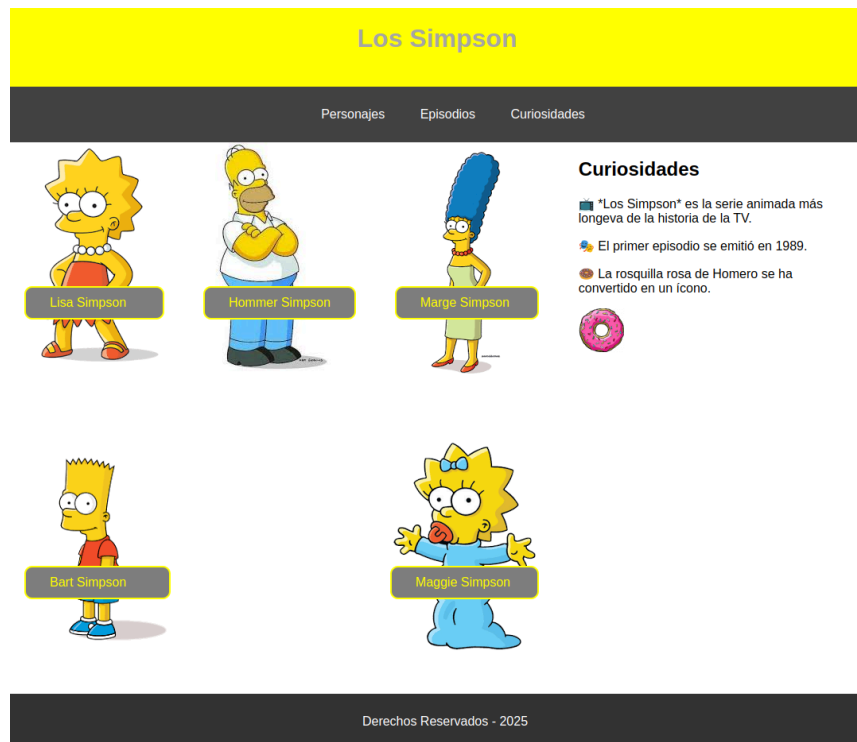 Los Simpson
Personajes Episodios Curiosidades
Lisa Simpson
Hommer Simpson
Marge Simpson
Curiosidades
📺 *Los Simpson* es la serie animada más
longeva de la historia de la TV.
🎭 El primer episodio se emitió en 1989.
🍩 La rosquilla rosa de Homero se ha
convertido en un ícono.
Bart Simpson
Maggie Simpson
Derechos Reservados - 2025